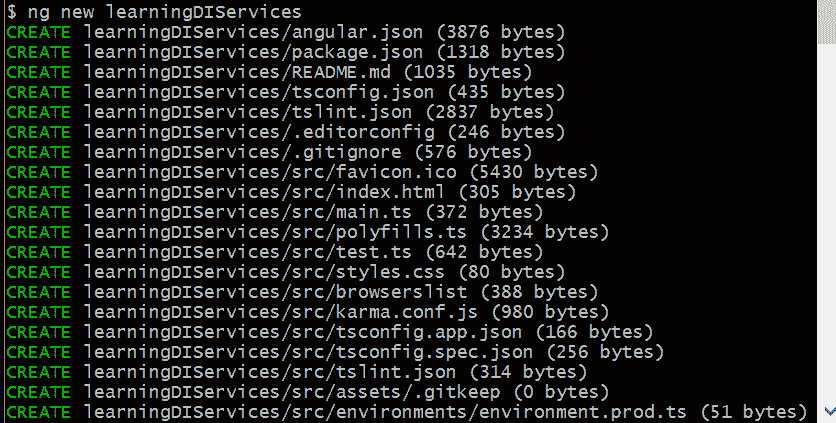 $ ng new learningDIServices
CREATE learningDIServices/angular.json (3876 bytes)
CREATE learningDIServices/package.json (1318 bytes)
CREATE learningDIServices/README.md (1035 bytes)
CREATE learningDIServices/tsconfig.json (435 bytes)
CREATE learningDIServices/tslint.json (2837 bytes)
CREATE learningDIServices/.editorconfig (246 bytes)
CREATE learningDIServices/.gitignore (576 bytes)
CREATE learningDIServices/src/favicon.ico (5430 bytes)
CREATE learningDIServices/src/index.html (305 bytes)
CREATE learningDIServices/src/main.ts (372 bytes)
CREATE learningDIServices/src/polyfills.ts (3234 bytes)
CREATE learningDIServices/src/test.ts (642 bytes)
CREATE learningDIServices/src/styles.css (80 bytes)
CREATE learningDIServices/src/browserslist (388 bytes)
CREATE learningDIServices/src/karma.conf.js (980 bytes)
CREATE learningDIServices/src/tsconfig.app.json (166 bytes)
CREATE learningDIServices/src/tsconfig.spec.json (256 bytes)
CREATE learningDIServices/src/tslint.json (314 bytes)
CREATE learningDIServices/src/assets/.gitkeep (0 bytes)
CREATE learningDIServices/src/environments/environment.prod.ts (51 bytes)